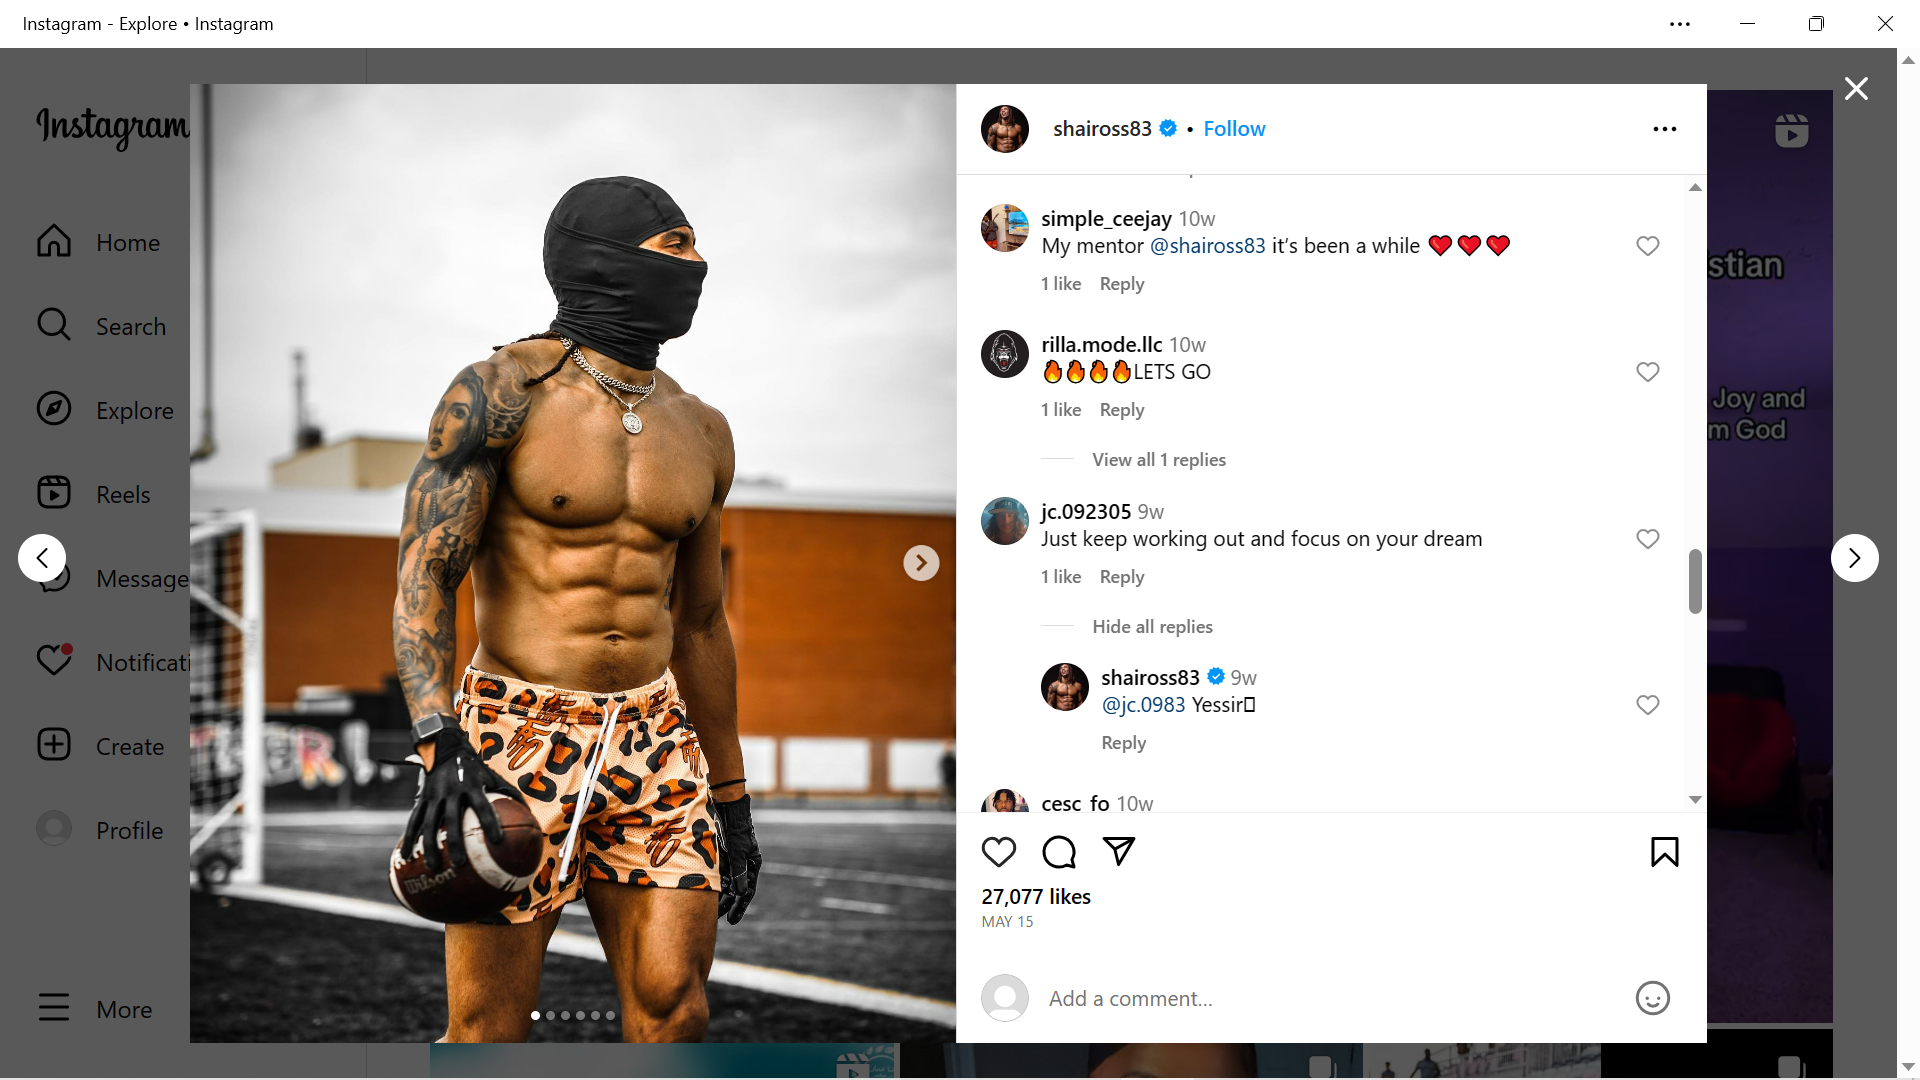 Instagram - Explore • Instagram
Instagram
Home
Search
Explore
Reels
Message
Notificati
Create
Profile
More
Wilson
shaiross83 • Follow
simple_ceejay 10w
My mentor @shaiross83 it's been a while ❤️❤️❤️
1 like Reply
rilla.mode.llc 10w
🔥🔥🔥🔥LETS GO
1 like Reply
View all 1 replies
jc.092305 9w
Just keep working out and focus on your dream
1 like Reply
Hide all replies
shaiross83 9w
@jc.0983 Yessir
Reply
cesc_fo 10w
27,077 likes
MAY 15
Add a comment...
stian
Joy and
m God